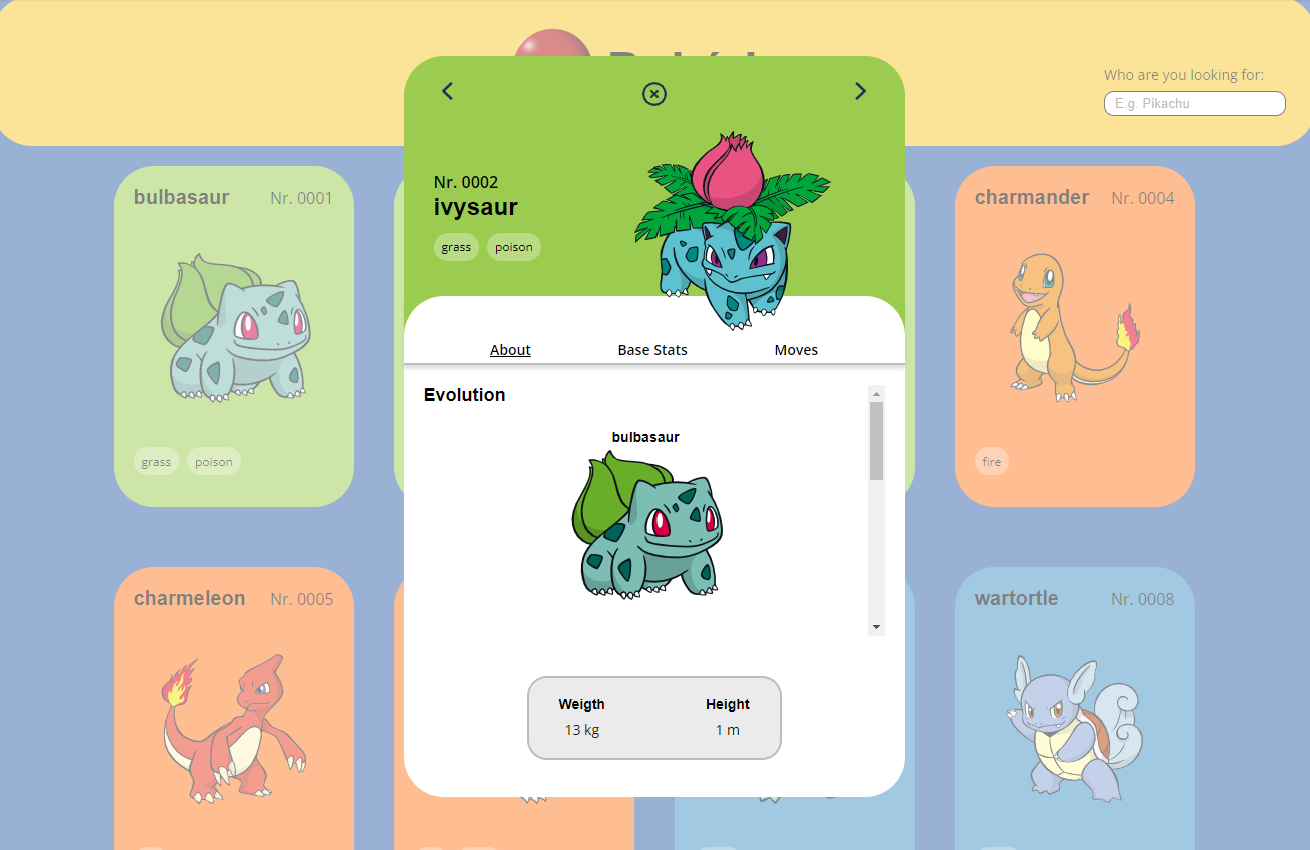 Who are you looking for:
E.g. Pikachu
bulbasaur Nr. 0001
charmander Nr. 0004
Nr. 0002
ivysaur
grass poison
About Base Stats Moves
Evolution
bulbasaur
grass poison
fire
charmeleon Nr. 0005
wartortle Nr. 0008
Weigth Height
13 kg 1 m